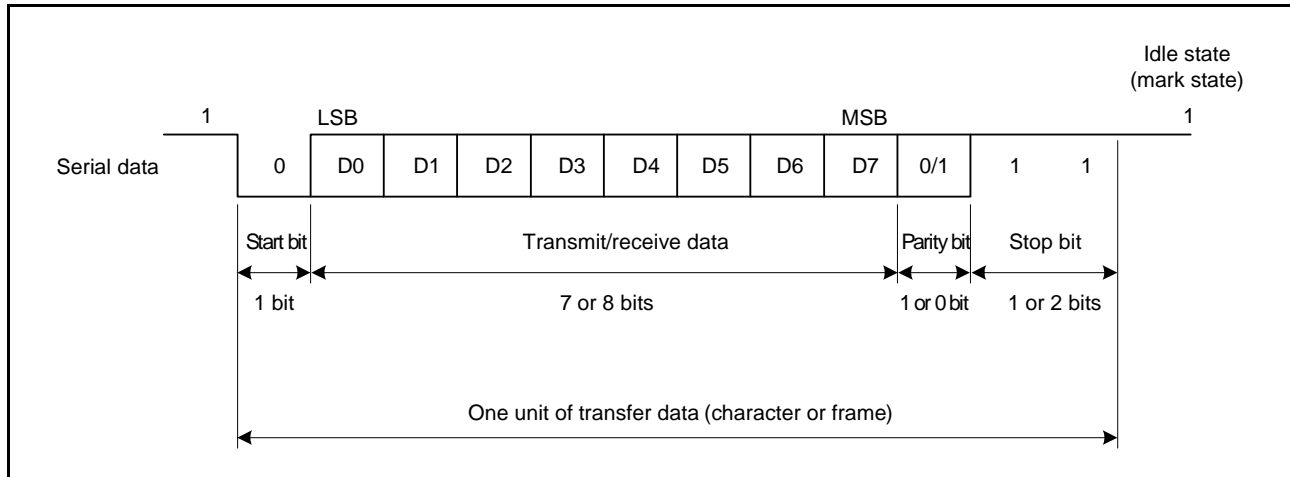 Idle state
(mark state)
1 LSB MSB 1
Serial data 0 D0 D1 D2 D3 D4 D5 D6 D7 0/1 1 1
Start bit Transmit/receive data Parity bit Stop bit
1 bit 7 or 8 bits 1 or 0 bit 1 or 2 bits
One unit of transfer data (character or frame)